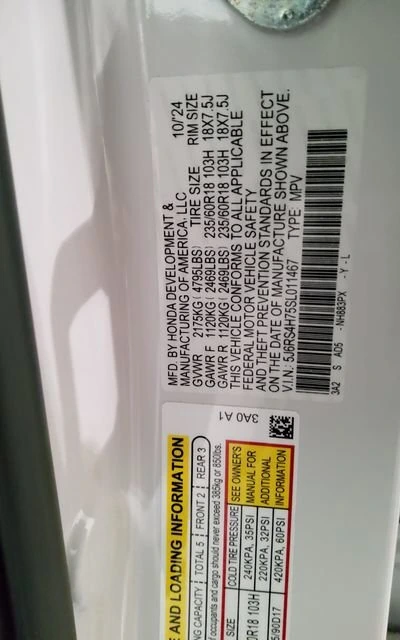 MFD. BY HONDA DEVELOPMENT &
MANUFACTURING OF AMERICA, LLC 10/'24
GVWR 2175KG ( 4795LBS) TIRE SIZE RIM SIZE
GAWR F 1120KG ( 2469LBS) 235/60R18 103H 18X7.5J
GAWR R 1120KG ( 2469LBS) 235/60R18 103H 18X7.5J
THIS VEHICLE CONFORMS TO ALL APPLICABLE
FEDERAL MOTOR VEHICLE SAFETY
AND THEFT PREVENTION STANDARDS IN EFFECT
ON THE DATE OF MANUFACTURE SHOWN ABOVE.
V.I.N.: 5J6RS4H75SL011467 TYPE: MPV
3A2 S AD5 - NH883PX - Y - L
3A0 A1
E AND LOADING INFORMATION
NG CAPACITY TOTAL 5 FRONT 2 REAR 3
of occupants and cargo should never exceed 385kg or 850lbs.
SIZE COLD TIRE PRESSURE SEE OWNER'S
0R18 103H 240KPA, 35PSI MANUAL FOR
220KPA, 32PSI ADDITIONAL
5/90D17 420KPA, 60PSI INFORMATION